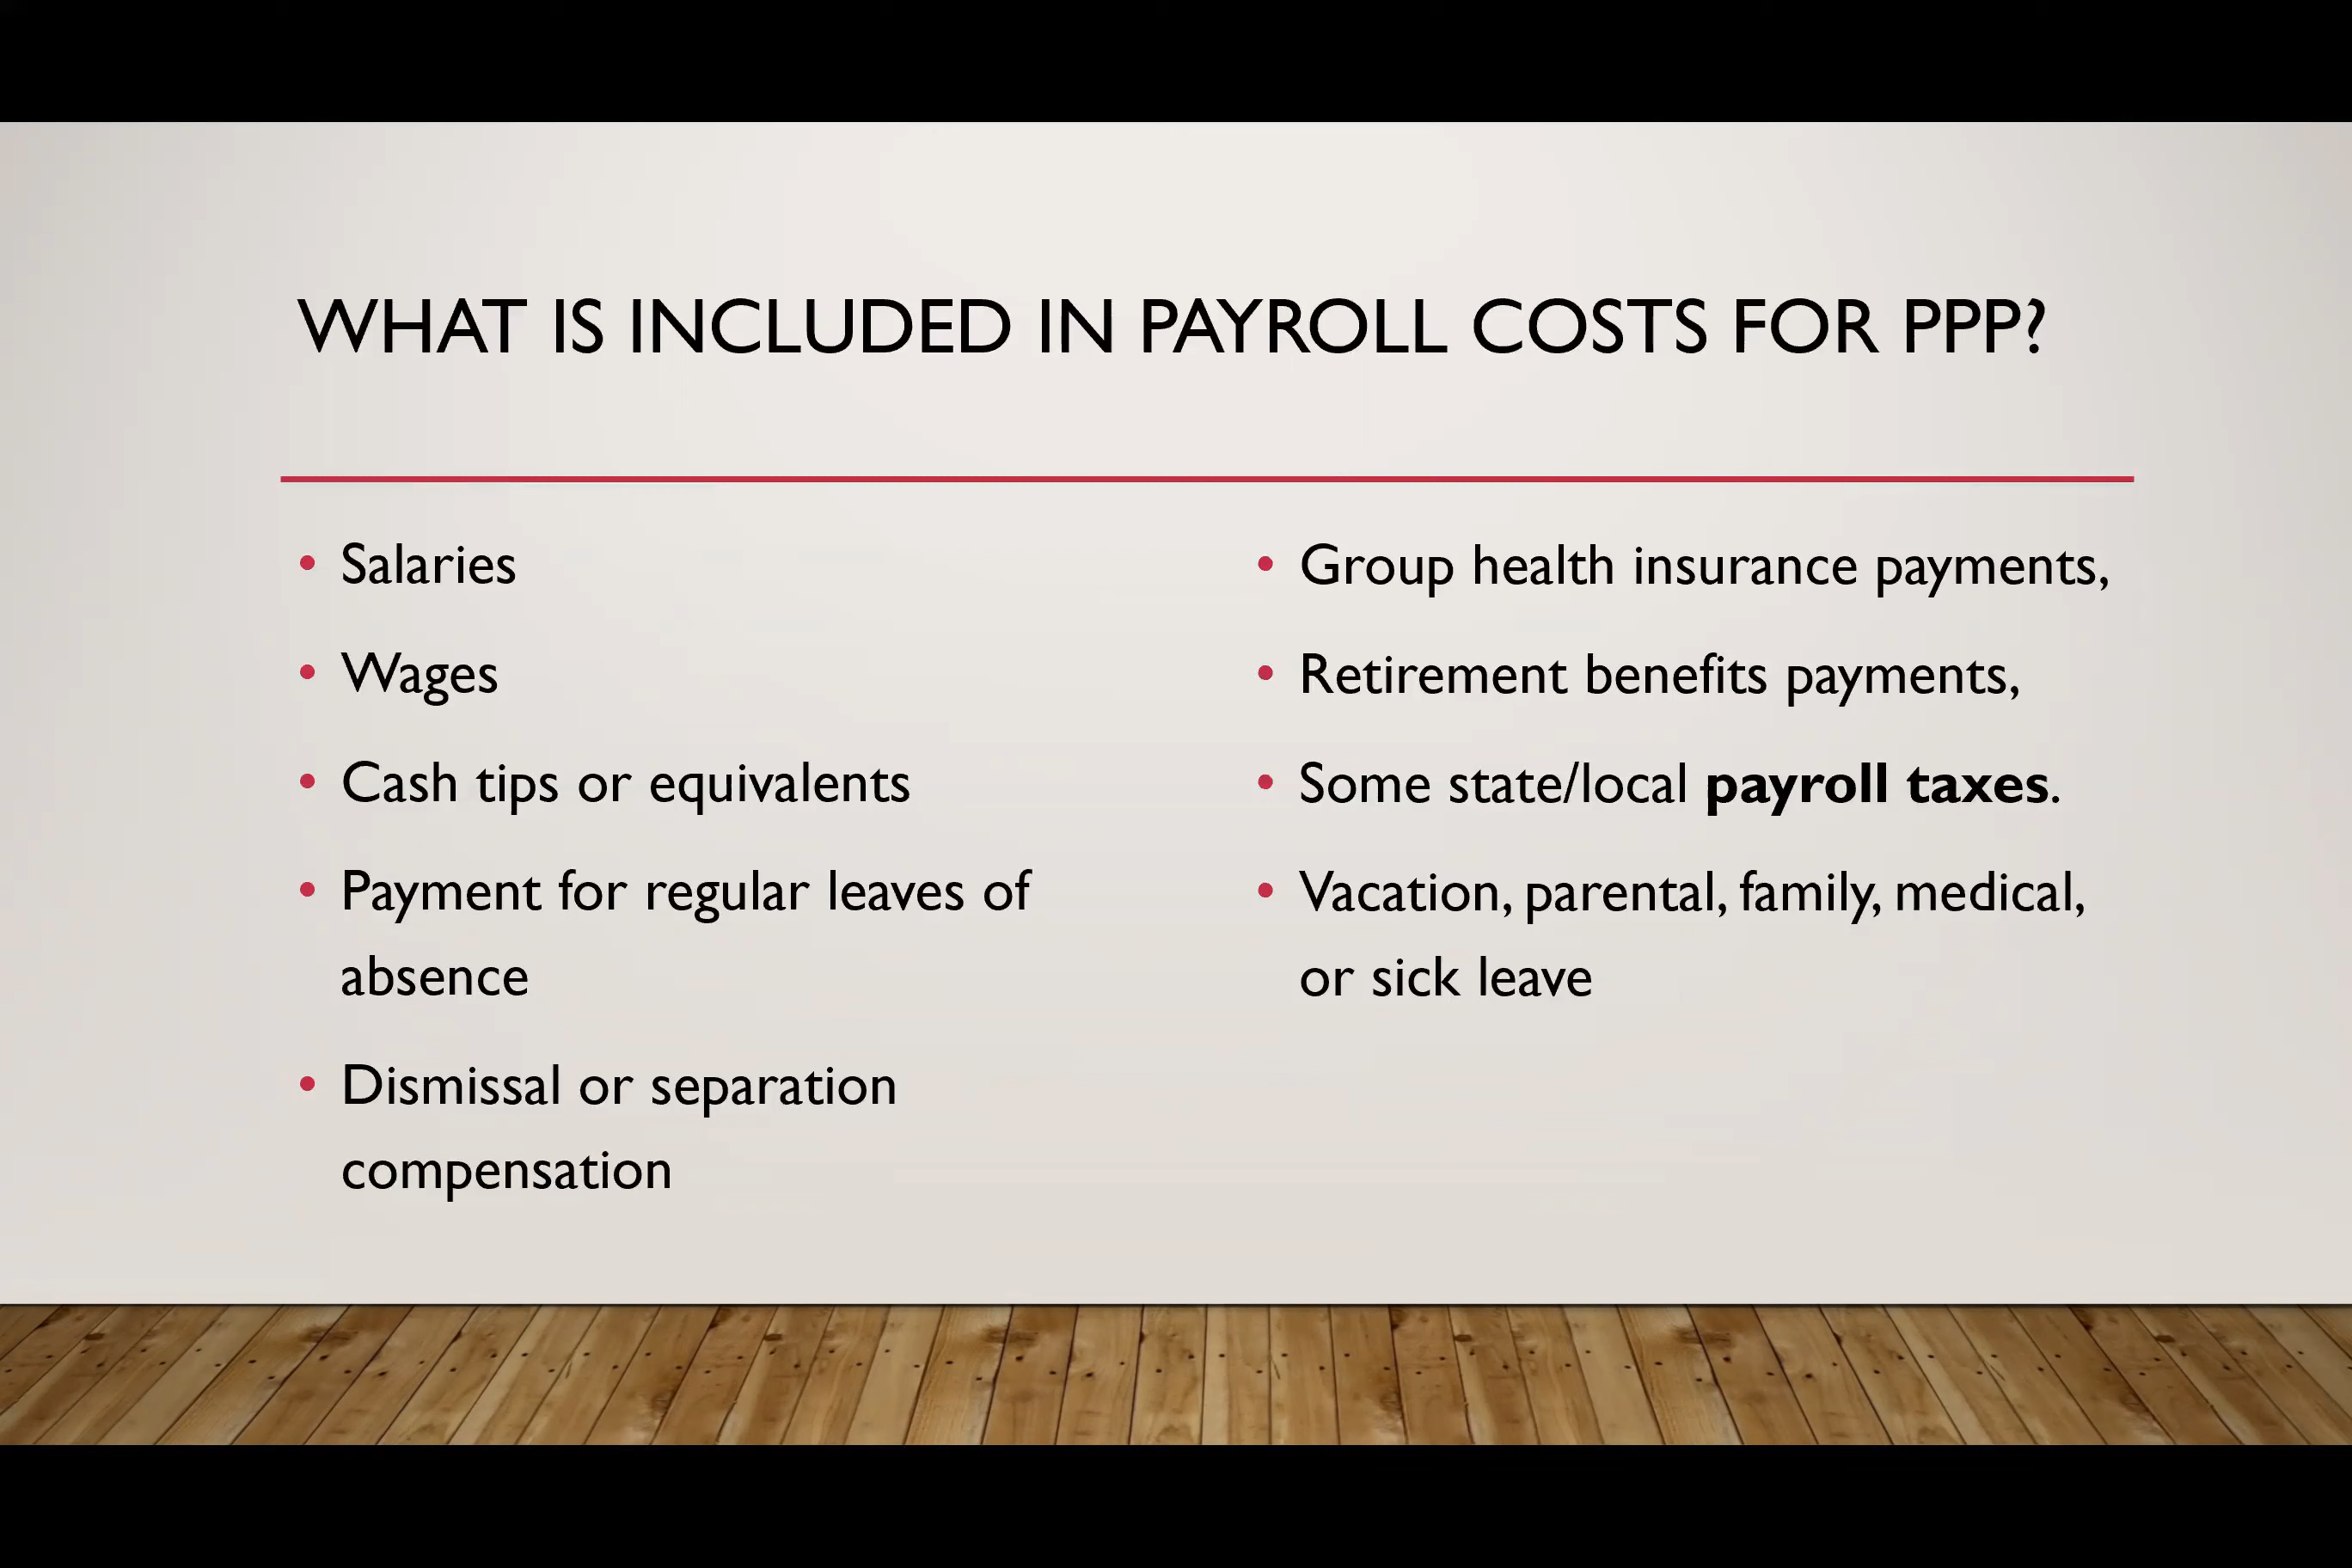 WHAT IS INCLUDED IN PAYROLL COSTS FOR PPP?
• Salaries
• Wages
• Cash tips or equivalents
• Payment for regular leaves of
absence
• Dismissal or separation
compensation
• Group health insurance payments,
• Retirement benefits payments,
• Some state/local payroll taxes.
• Vacation, parental, family, medical,
or sick leave